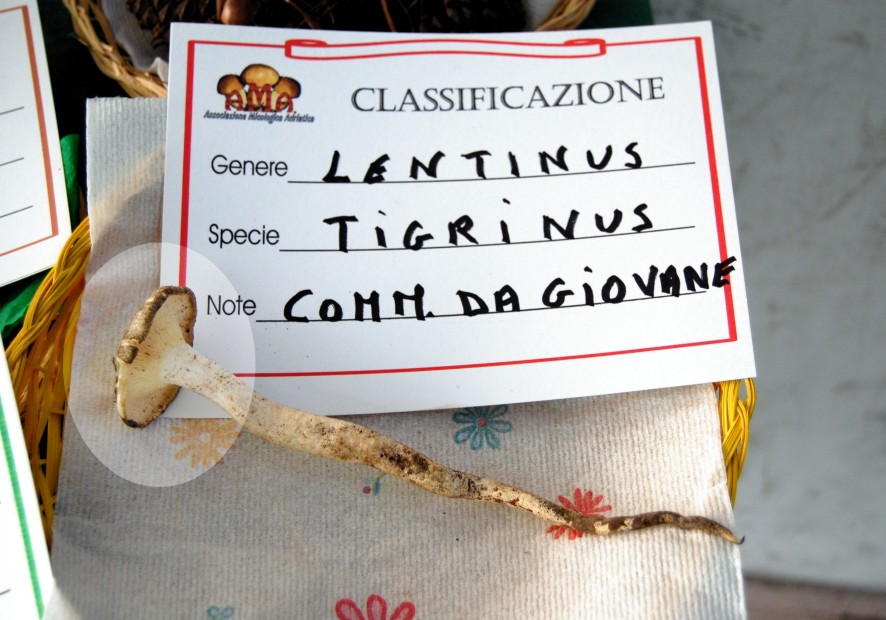 AMA
Associazione Micologica Adriatica
CLASSIFICAZIONE
Genere LENTINUS
Specie TiGRiNUS
Note COMM. DA GiOVANE